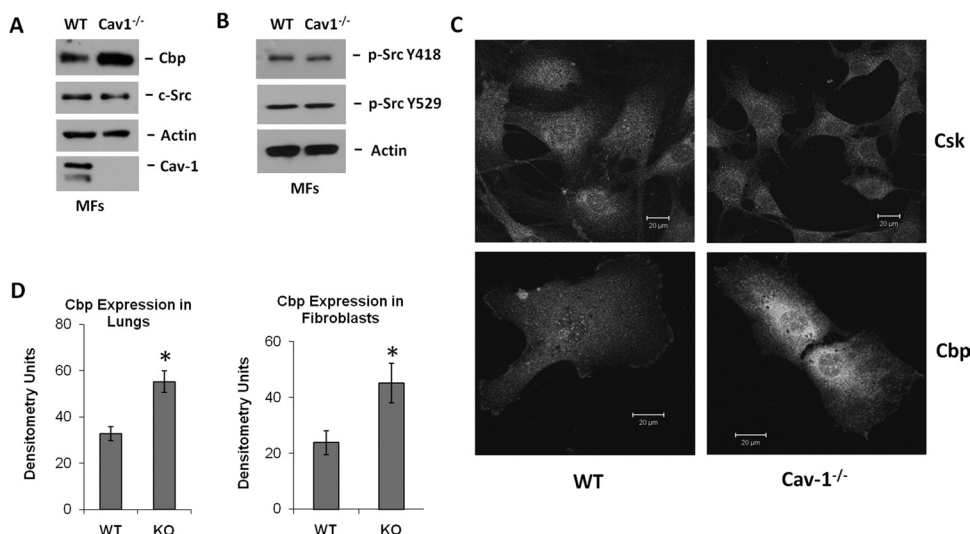 A
WT Cav1-/-
Cbp
c-Src
Actin
Cav-1
MFs
B
WT Cav1-/-
p-Src Y418
p-Src Y529
Actin
MFs
C
20 µm
20 µm
Csk
20 µm
20 µm
Cbp
WT
Cav-1-/-
D
Cbp Expression in
Lungs
Densitometry Units
80
60
40
20
0
WT KO
*
Cbp Expression in
Fibroblasts
Densitometry Units
60
40
20
0
WT KO
*